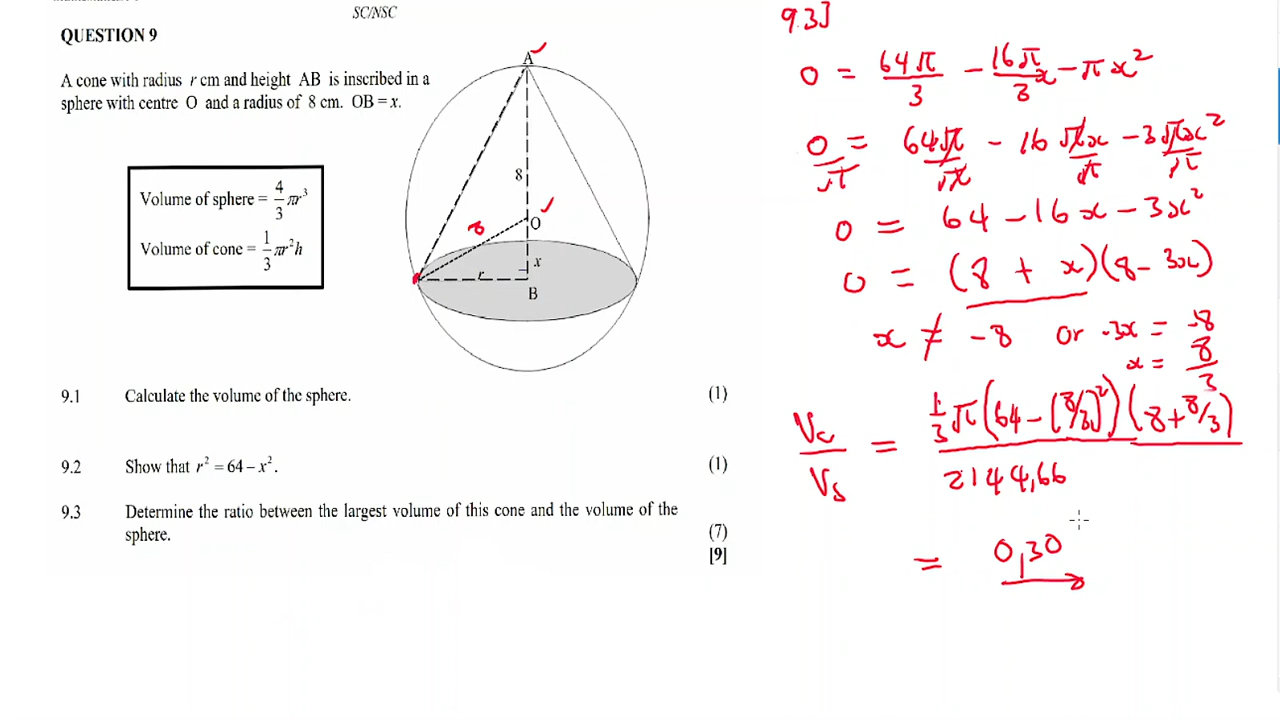 SC/NSC
QUESTION 9
A cone with radius r cm and height AB is inscribed in a
sphere with centre O and a radius of 8 cm. OB = x.
Volume of sphere = 4/3 πr³
Volume of cone = 1/3 πr²h
A
8
8
O
x
r
B
9.1 Calculate the volume of the sphere. (1)
9.2 Show that r² = 64 – x². (1)
9.3 Determine the ratio between the largest volume of this cone and the volume of the
sphere. (7)
[9]
9.3]
0 = 64π/3 – 16π/3 x – πx²
0/π = 64π/π – 16πx/π – 3πx²/π
0 = 64 – 16x – 3x²
0 = (8 + x)(8 – 3x)
x ≠ –8 or -3x = -8
x = 8/3
Vc/Vs = 1/3 π(64 – (8/3)²)(8 + 8/3) / 2144,66
= 0,30